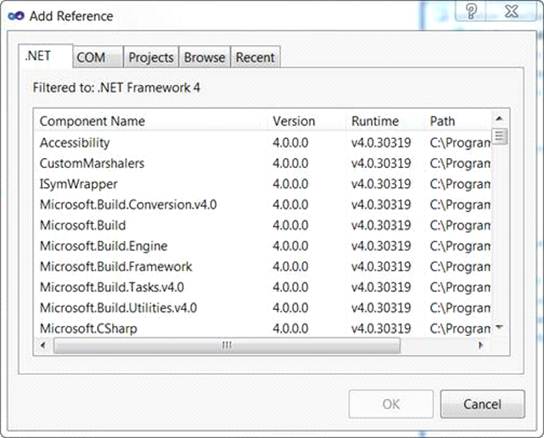 Add Reference
.NET COM Projects Browse Recent
Filtered to: .NET Framework 4
Component Name Version Runtime Path
Accessibility 4.0.0.0 v4.0.30319 C:\Program
CustomMarshalers 4.0.0.0 v4.0.30319 C:\Program
ISymWrapper 4.0.0.0 v4.0.30319 C:\Program
Microsoft.Build.Conversion.v4.0 4.0.0.0 v4.0.30319 C:\Program
Microsoft.Build 4.0.0.0 v4.0.30319 C:\Program
Microsoft.Build.Engine 4.0.0.0 v4.0.30319 C:\Program
Microsoft.Build.Framework 4.0.0.0 v4.0.30319 C:\Program
Microsoft.Build.Tasks.v4.0 4.0.0.0 v4.0.30319 C:\Program
Microsoft.Build.Utilities.v4.0 4.0.0.0 v4.0.30319 C:\Program
Microsoft.CSharp 4.0.0.0 v4.0.30319 C:\Program
OK Cancel